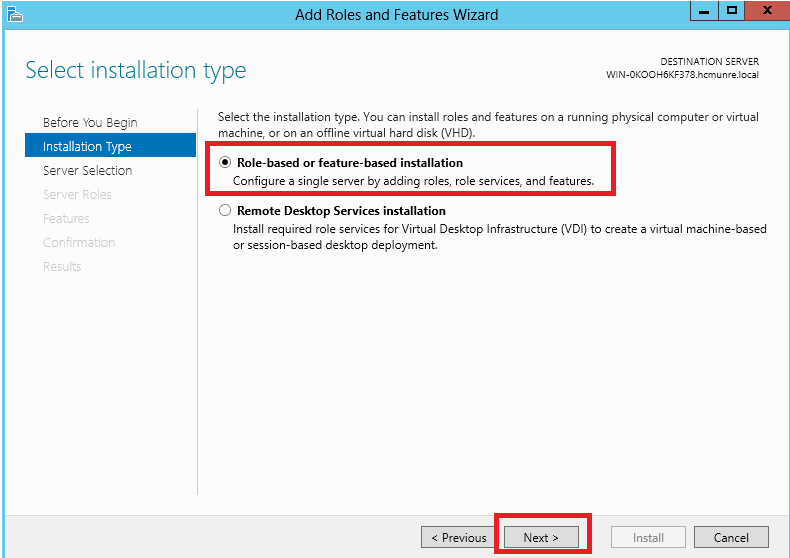 Add Roles and Features Wizard
Select installation type
DESTINATION SERVER
WIN-0KOOH6KF378.hcmunre.local
Before You Begin
Installation Type
Server Selection
Server Roles
Features
Confirmation
Results
Select the installation type. You can install roles and features on a running physical computer or virtual
machine, or on an offline virtual hard disk (VHD).
Role-based or feature-based installation
Configure a single server by adding roles, role services, and features.
Remote Desktop Services installation
Install required role services for Virtual Desktop Infrastructure (VDI) to create a virtual machine-based
or session-based desktop deployment.
< Previous
Next >
Install
Cancel